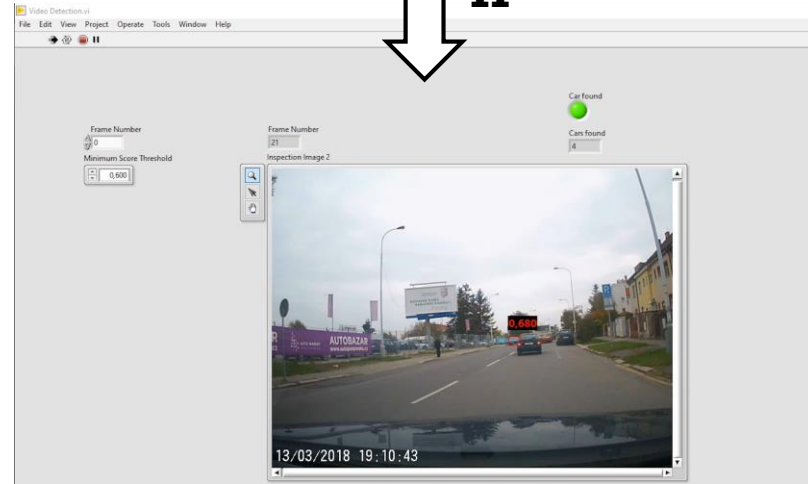 II
Video Detection.vi
File Edit View Project Operate Tools Window Help
Car found
Frame Number
0
Frame Number
21
Cars found
4
Minimum Score Threshold
0,600
Inspection Image 2
0,680
AUTOBAZAR
13/03/2018 19:10:43